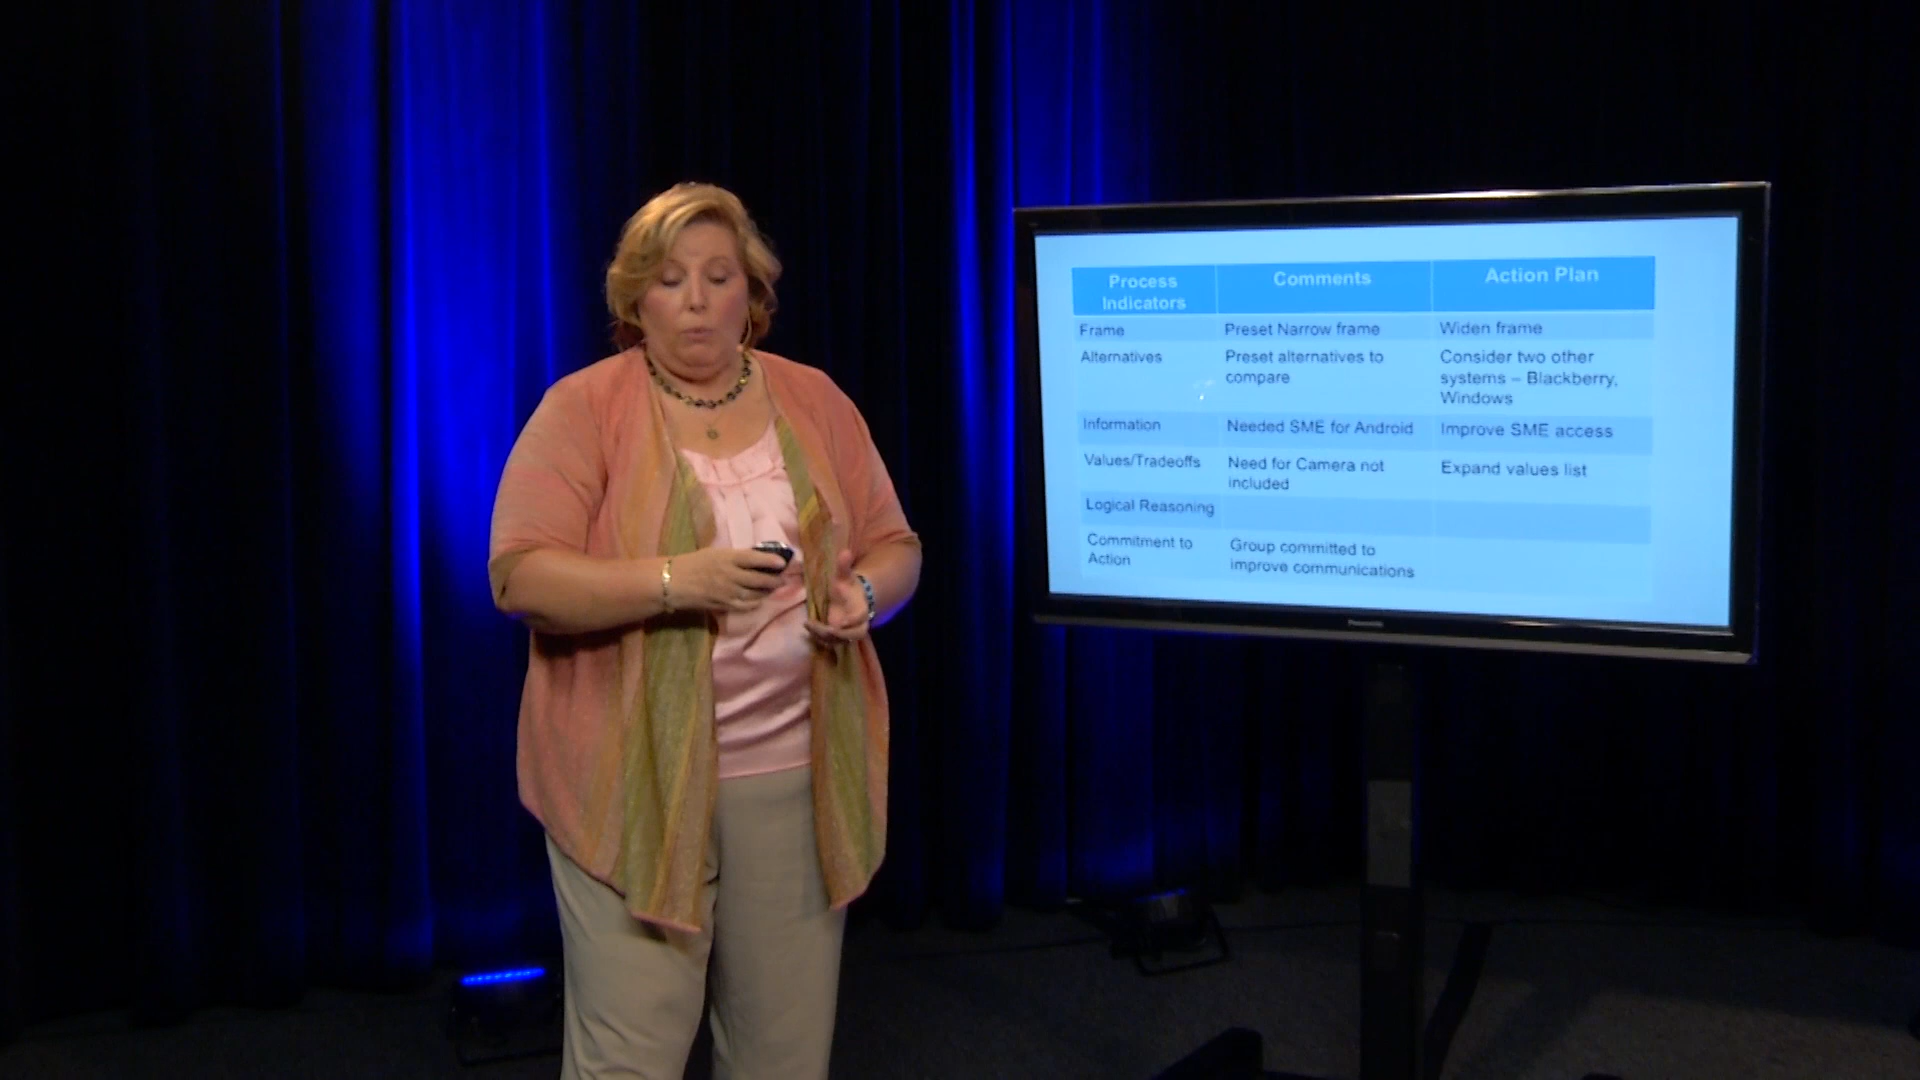 Process Indicators Comments Action Plan
Frame Preset Narrow frame Widen frame
Alternatives Preset alternatives to Consider two other
compare systems – Blackberry,
Windows
Information Needed SME for Android Improve SME access
Values/Tradeoffs Need for Camera not Expand values list
included
Logical Reasoning
Commitment to Group committed to
Action improve communications
Panasonic